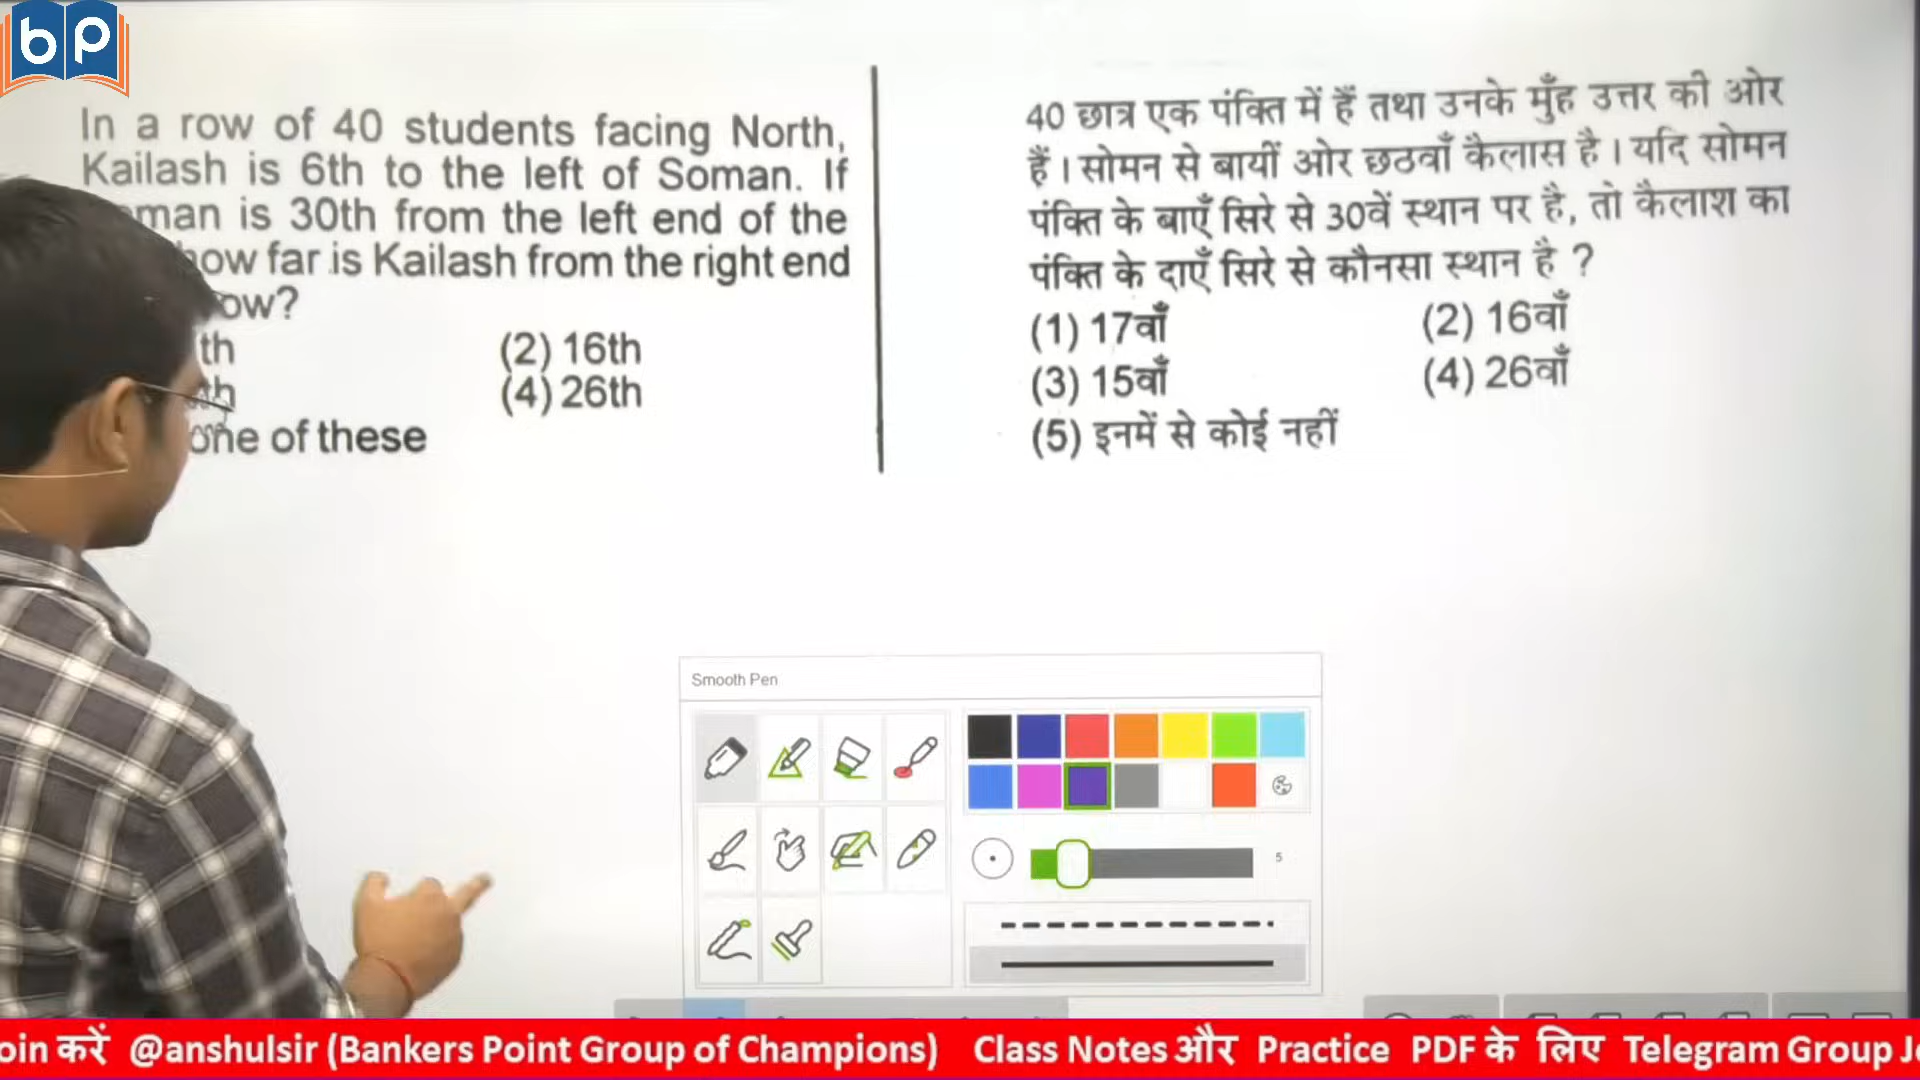 bp
In a row of 40 students facing North,
Kailash is 6th to the left of Soman. If
man is 30th from the left end of the
how far is Kailash from the right end
ow?
th
(2) 16th
th
(4) 26th
one of these
40 छात्र एक पंक्ति में हैं तथा उनके मुँह उत्तर की ओर
हैं । सोमन से बायीं ओर छठवाँ कैलास है । यदि सोमन
पंक्ति के बाएँ सिरे से 30वें स्थान पर है, तो कैलाश का
पंक्ति के दाएँ सिरे से कौनसा स्थान है ?
(1) 17वाँ
(2) 16वाँ
(3) 15वाँ
(4) 26वाँ
(5) इनमें से कोई नहीं
Smooth Pen
5
oin करें @anshulsir (Bankers Point Group of Champions) Class Notes और Practice PDF के लिए Telegram Group Jo